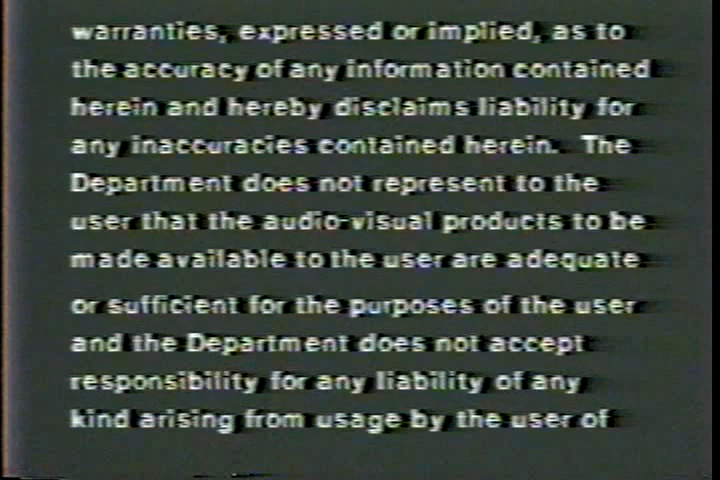 warranties, expressed or implied, as to
the accuracy of any information contained
herein and hereby disclaims liability for
any inaccuracies contained herein. The
Department does not represent to the
user that the audio-visual products to be
made available to the user are adequate
or sufficient for the purposes of the user
and the Department does not accept
responsibility for any liability of any
kind arising from usage by the user of